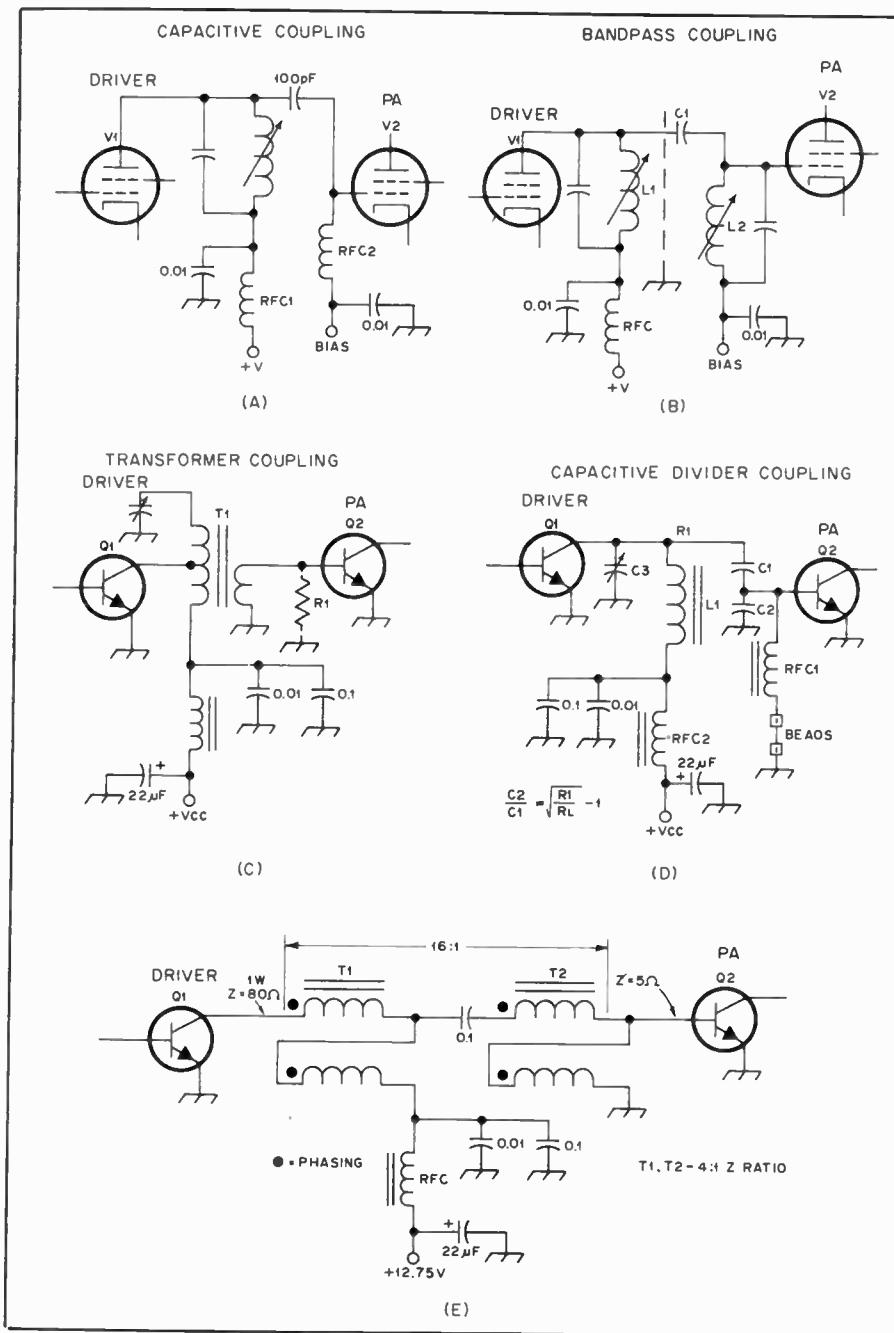 CAPACITIVE COUPLING
DRIVER
V1
100pF
PA
V2
0.01
RFC1
+V
RFC2
0.01
BIAS
(A)
BANDPASS COUPLING
DRIVER
V1
C1
PA
V2
L1
L2
0.01
RFC
+V
0.01
BIAS
(B)
TRANSFORMER COUPLING
DRIVER
T1
PA
Q1
Q2
R1
0.01
0.1
+
22µF
+VCC
(C)
CAPACITIVE DIVIDER COUPLING
DRIVER
Q1
R1
PA
Q2
C3
L1
C1
C2
RFC1
0.1
0.01
RFC2
BEADS
+
22µF
C2/C1 = √R1/RL -1
+VCC
(D)
16:1
DRIVER
Q1
1W
Z=80Ω
T1
T2
Z=5Ω
PA
Q2
0.1
● = PHASING
0.01
0.1
RFC
T1, T2 - 4:1 Z RATIO
+
22µF
+12.75V
(E)